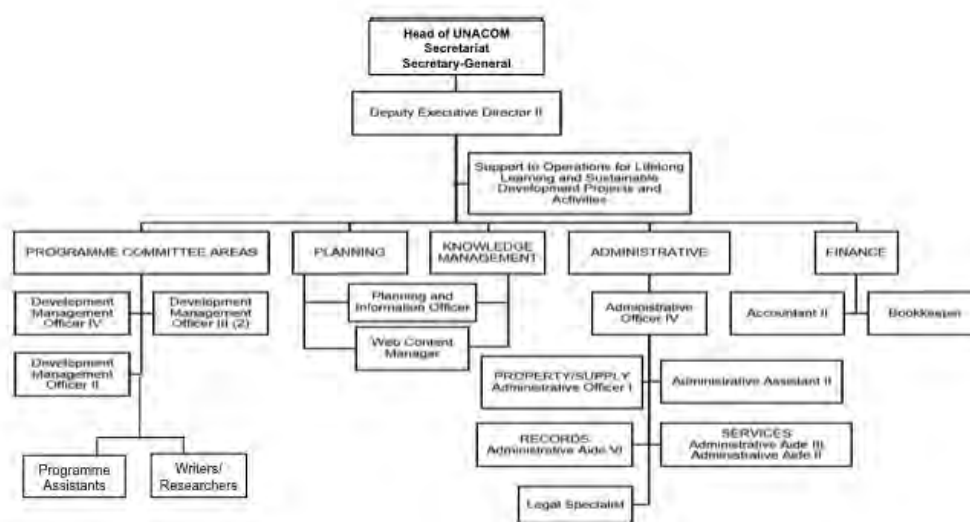 Head of UNACOM
Secretariat
Secretary-General
Deputy Executive Director II
Support to Operations for Lifelong
Learning and Sustainable
Development Projects and
Activities
PROGRAMME COMMITTEE AREAS
PLANNING
KNOWLEDGE
MANAGEMENT
ADMINISTRATIVE
FINANCE
Development
Management
Officer IV
Development
Management
Officer III (2)
Planning and
Information Officer
Administrative
Officer IV
Accountant II
Bookkeeper
Web Content
Manager
Development
Management
Officer II
PROPERTY/SUPPLY
Administrative Officer I
Administrative Assistant II
RECORDS
Administrative Aide VI
SERVICES
Administrative Aide III
Administrative Aide II
Programme
Assistants
Writers/
Researchers
Legal Specialist